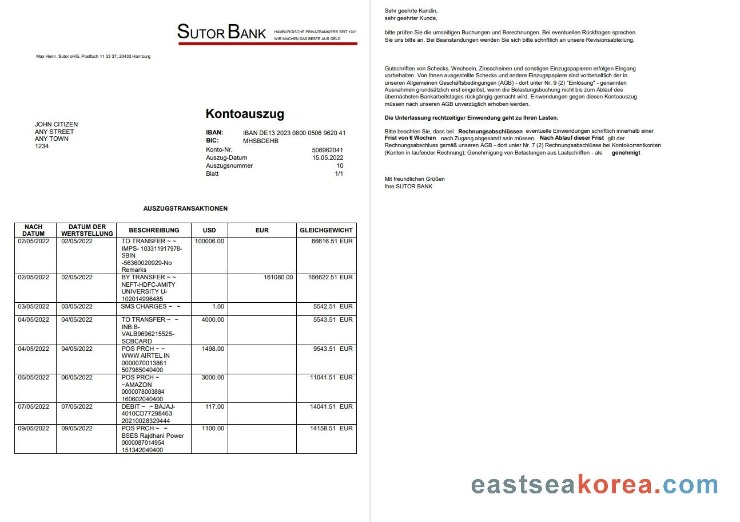 SUTOR BANK
HAMBURGISCHE PRIVATBANKIER SEIT 1921
WIR MACHEN DAS BESTE AUS GELD
Max Heinr. Sutor oHG, Postfach 11 33 37, 20433 Hamburg
Kontoauszug
JOHN CITIZEN
ANY STREET
ANY TOWN
1234
IBAN: IBAN DE13 2023 0800 0506 9620 41
BIC: MHSBDEHB
Konto-Nr. 506962041
Auszug-Datum 15.05.2022
Auszugsnummer 10
Blatt 1/1
AUSZUGSTRANSAKTIONEN
NACH DATUM DATUM DER WERTSTELLUNG BESCHREIBUNG USD EUR GLEICHGEWICHT
02/05/2022 02/05/2022 TO TRANSFER ~ ~ 100006.00 66616.51 EUR
IMPS- 103311917978-
SBIN
-56360020929-No
Remarks
02/05/2022 02/05/2022 BY TRANSFER ~ ~ 161080.00 166622.51 EUR
NEFT-HDFC-AMITY
UNIVERSITY U-
102014996485
03/05/2022 03/05/2022 SMS CHARGES ~ ~ 1.00 5542.51 EUR
04/05/2022 04/05/2022 TO TRANSFER ~ ~ 4000.00 5543.51 EUR
INB B-
VALB9696215525-
SCBCARD
04/05/2022 04/05/2022 POS PRCH ~ ~ 1498.00 9543.51 EUR
WWW AIRTEL IN
0000070013861
507985040400
06/05/2022 06/05/2022 POS PRCH ~ 3000.00 11041.51 EUR
~AMAZON
0000078003884
160602040400
07/05/2022 07/05/2022 DEBIT ~ ~BAJAJ- 117.00 14041.51 EUR
4010CD77298463
20210028329444
09/05/2022 09/05/2022 POS PRCH ~ ~ 1100.00 14158.51 EUR
BSES Rajdhani Power
0000087014954
151342040400
Sehr geehrte Kundin,
sehr geehrter Kunde,
bitte prüfen Sie die umseitigen Buchungen und Berechnungen. Bei eventuellen Rückfragen sprechen
Sie uns bitte an. Bei Beanstandungen wenden Sie sich bitte schriftlich an unsere Revisionsabteilung.
Gutschriften von Schecks, Wechseln, Zinsscheinen und sonstigen Einzugspapieren erfolgen Eingang
vorbehalten. Von Ihnen ausgestellte Schecks und andere Einzugspapiere sind vorbehaltlich der in
unseren Allgemeinen Geschäftsbedingungen (AGB) - dort unter Nr. 9 (2) "Einlösung" - genannten
Ausnahmen grundsätzlich erst eingelöst, wenn die Belastungsbuchung nicht bis zum Ablauf des
übernächsten Bankarbeitstages rückgängig gemacht wird. Einwendungen gegen diesen Kontoauszug
müssen nach unseren AGB unverzüglich erhoben werden.
Die Unterlassung rechtzeitiger Einwendung geht zu Ihren Lasten.
Bitte beachten Sie, dass bei Rechnungsabschlüssen eventuelle Einwendungen schriftlich innerhalb einer
Frist von 6 Wochen nach Zugang abgesandt sein müssen. Nach Ablauf dieser Frist gilt der
Rechnungsabschluss gemäß unseren AGB - dort unter Nr. 7 (2) Rechnungsabschlüsse bei Kontokorrentkonten
(Konten in laufender Rechnung); Genehmigung von Belastungen aus Lastschriften - als genehmigt.
Mit freundlichen Grüßen
Ihre SUTOR BANK
eastseakorea.com